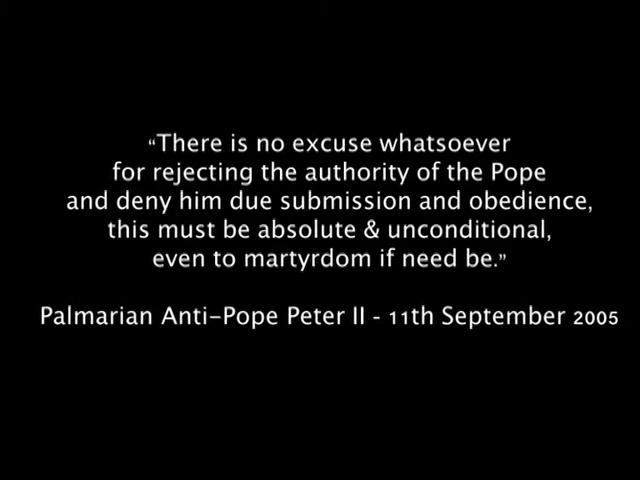 “There is no excuse whatsoever
for rejecting the authority of the Pope
and deny him due submission and obedience,
this must be absolute & unconditional,
even to martyrdom if need be.”
Palmarian Anti-Pope Peter II - 11th September 2005